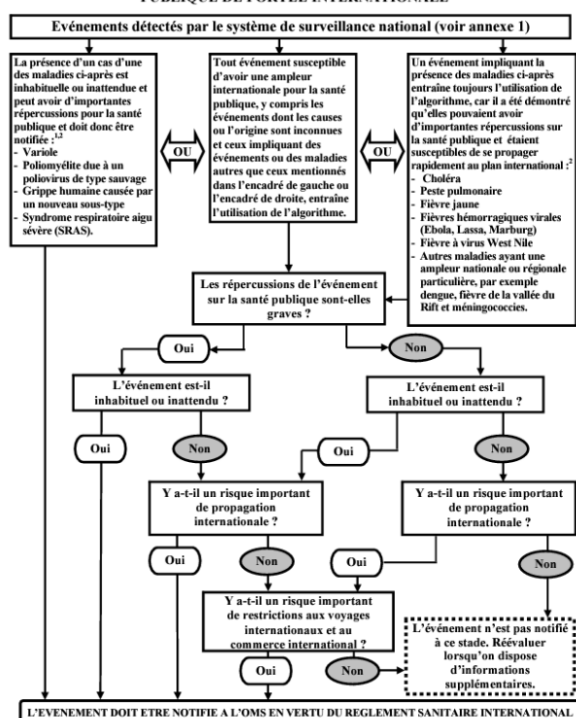 PUBLIQUE DE PORTEE INTERNATIONALE
Evénements détectés par le système de surveillance national (voir annexe 1)
La présence d'un cas d'une
des maladies ci-après est
inhabituelle ou inattendue et
peut avoir d'importantes
répercussions pour la santé
publique et doit donc être
notifiée :1,2
- Variole
- Poliomyélite due à un
poliovirus de type sauvage
- Grippe humaine causée par
un nouveau sous-type
- Syndrome respiratoire aigu
sévère (SRAS).
OU
Tout événement susceptible
d'avoir une ampleur
internationale pour la santé
publique, y compris les
événements dont les causes
ou l'origine sont inconnues
et ceux impliquant des
événements ou des maladies
autres que ceux mentionnés
dans l'encadré de gauche ou
l'encadré de droite, entraîne
l'utilisation de l'algorithme.
OU
Un événement impliquant la
présence des maladies ci-après
entraîne toujours l'utilisation de
l'algorithme, car il a été démontré
qu'elles pouvaient avoir
d'importantes répercussions sur
la santé publique et étaient
susceptibles de se propager
rapidement au plan international :2
- Choléra
- Peste pulmonaire
- Fièvre jaune
- Fièvres hémorragiques virales
(Ebola, Lassa, Marburg)
- Fièvre à virus West Nile
- Autres maladies ayant une
ampleur nationale ou régionale
particulière, par exemple
dengue, fièvre de la vallée du
Rift et méningococcies.
Les répercussions de l'événement
sur la santé publique sont-elles
graves ?
Oui
Non
L'événement est-il
inhabituel ou inattendu ?
L'événement est-il
inhabituel ou inattendu ?
Oui
Non
Oui
Non
Y a-t-il un risque important
de propagation
internationale ?
Y a-t-il un risque important
de propagation
internationale ?
Oui
Non
Oui
Non
Y a-t-il un risque important
de restrictions aux voyages
internationaux et au
commerce international ?
L'événement n'est pas notifié
à ce stade. Réévaluer
lorsqu'on dispose
d'informations
supplémentaires.
Oui
Non
L'EVENEMENT DOIT ETRE NOTIFIE A L'OMS EN VERTU DU REGLEMENT SANITAIRE INTERNATIONAL